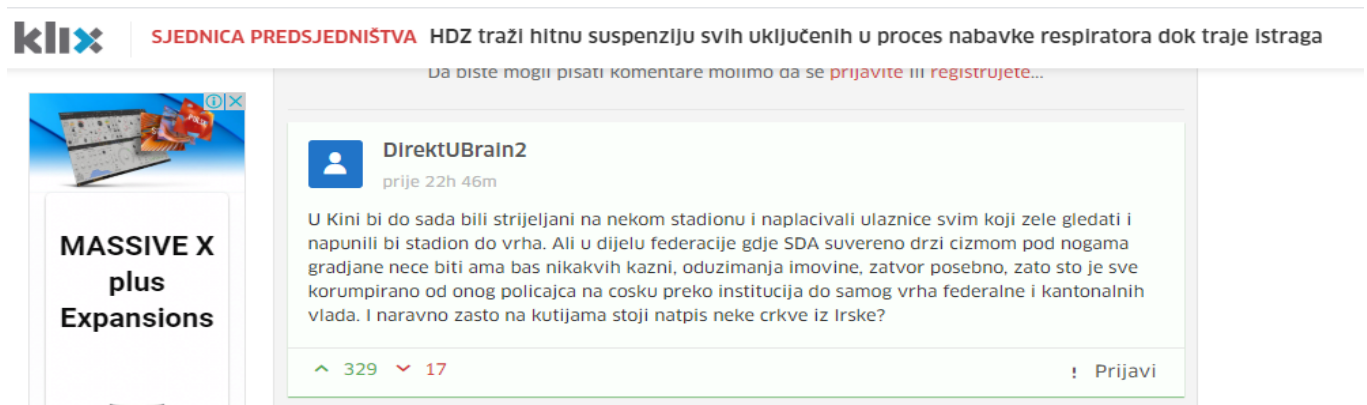 klix
SJEDNICA PREDSJEDNIŠTVA HDZ traži hitnu suspenziju svih uključenih u proces nabavke respiratora dok traje istraga
Da biste mogli pisati komentare molimo da se prijavite ili registrujete...
MASSIVE X
plus
Expansions
DirektUBrain2
prije 22h 46m
U Kini bi do sada bili strijeljani na nekom stadionu i naplacivali ulaznice svim koji zele gledati i
napunili bi stadion do vrha. Ali u dijelu federacije gdje SDA suvereno drzi cizmom pod nogama
gradjane nece biti ama bas nikakvih kazni, oduzimanja imovine, zatvor posebno, zato sto je sve
korumpirano od onog policajca na cosku preko institucija do samog vrha federalne i kantonalnih
vlada. I naravno zasto na kutijama stoji natpis neke crkve iz Irske?
329 17
! Prijavi